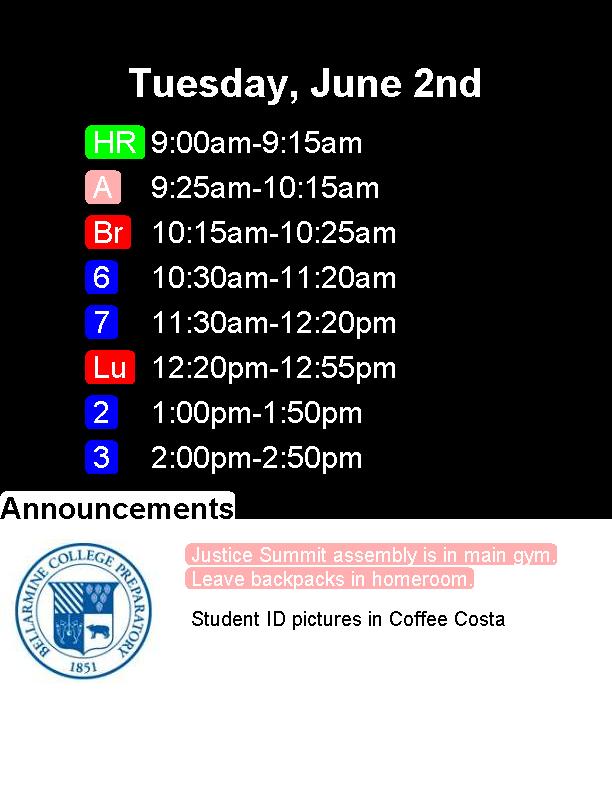 Tuesday, June 2nd
HR 9:00am-9:15am
A 9:25am-10:15am
Br 10:15am-10:25am
6 10:30am-11:20am
7 11:30am-12:20pm
Lu 12:20pm-12:55pm
2 1:00pm-1:50pm
3 2:00pm-2:50pm
Announcements
BELLARMINE COLLEGE PREPARATORY
1851
Justice Summit assembly is in main gym.
Leave backpacks in homeroom.
Student ID pictures in Coffee Costa